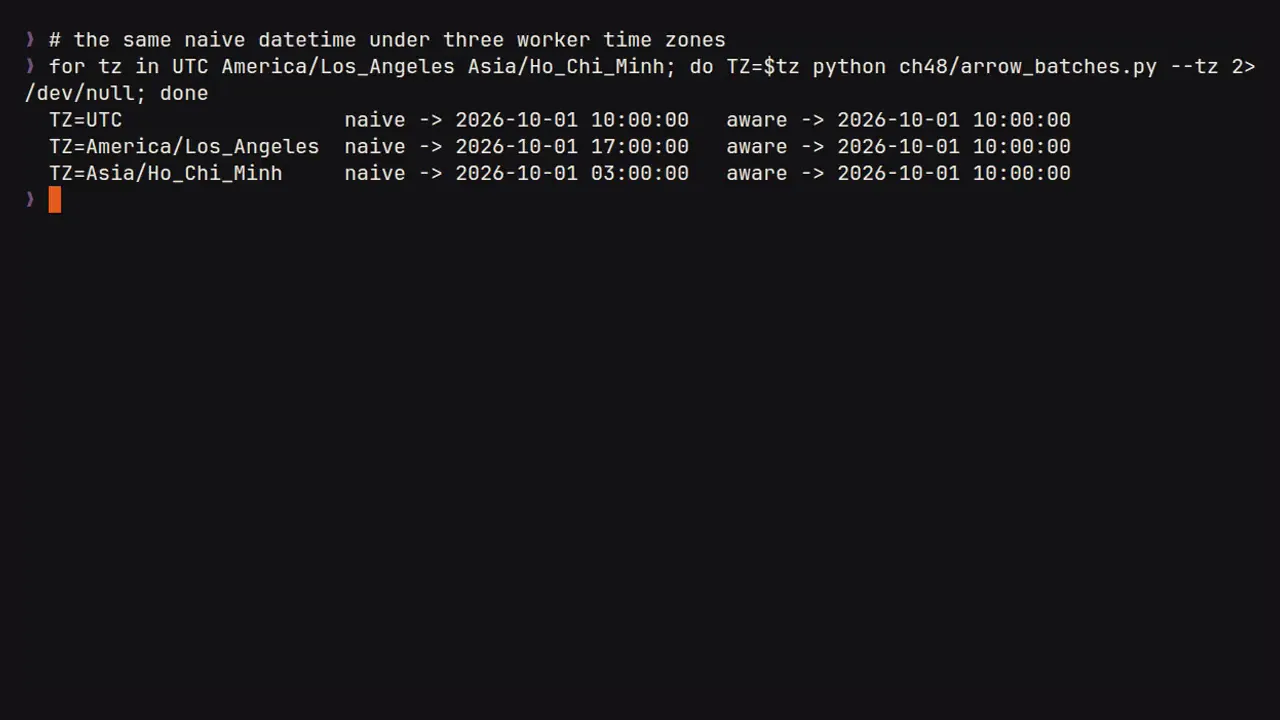 ❯ # the same naive datetime under three worker time zones
❯ for tz in UTC America/Los_Angeles Asia/Ho_Chi_Minh; do TZ=$tz python ch48/arrow_batches.py --tz 2>
/dev/null; done
  TZ=UTC                  naive -> 2026-10-01 10:00:00   aware -> 2026-10-01 10:00:00
  TZ=America/Los_Angeles  naive -> 2026-10-01 17:00:00   aware -> 2026-10-01 10:00:00
  TZ=Asia/Ho_Chi_Minh     naive -> 2026-10-01 03:00:00   aware -> 2026-10-01 10:00:00
❯